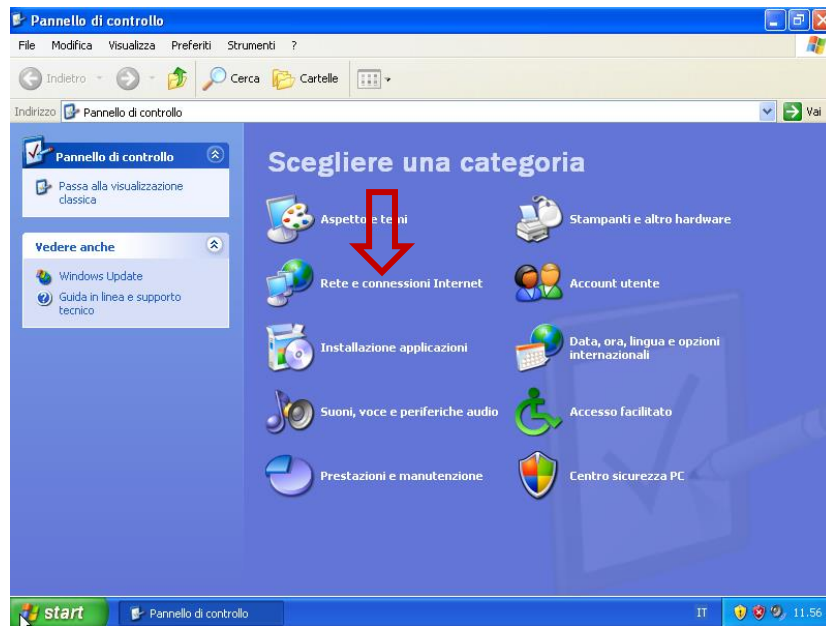 Pannello di controllo
File Modifica Visualizza Preferiti Strumenti ?
Indietro Cerca Cartelle
Indirizzo Pannello di controllo Vai
Pannello di controllo
Passa alla visualizzazione
classica
Vedere anche
Windows Update
Guida in linea e supporto
tecnico
Scegliere una categoria
Aspetto e temi
Stampanti e altro hardware
Rete e connessioni Internet
Account utente
Installazione applicazioni
Data, ora, lingua e opzioni
internazionali
Suoni, voce e periferiche audio
Accesso facilitato
Prestazioni e manutenzione
Centro sicurezza PC
start Pannello di controllo IT 11.56